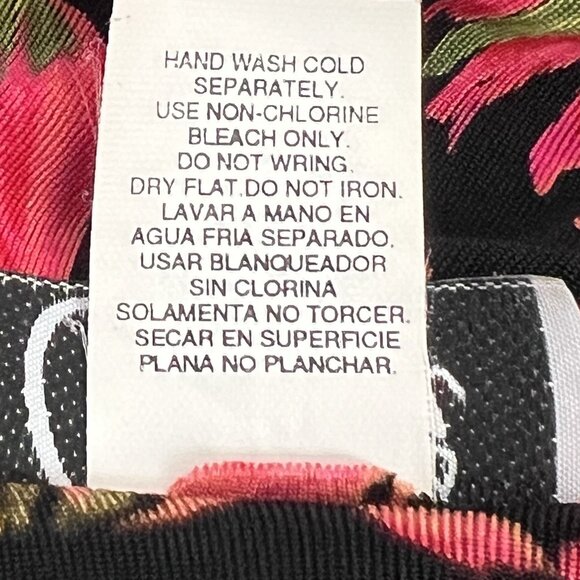 HAND WASH COLD
SEPARATELY.
USE NON-CHLORINE
BLEACH ONLY.
DO NOT WRING.
DRY FLAT.DO NOT IRON.
LAVAR A MANO EN
AGUA FRIA SEPARADO.
USAR BLANQUEADOR
SIN CLORINA
SOLAMENTA NO TORCER.
SECAR EN SUPERFICIE
PLANA NO PLANCHAR.